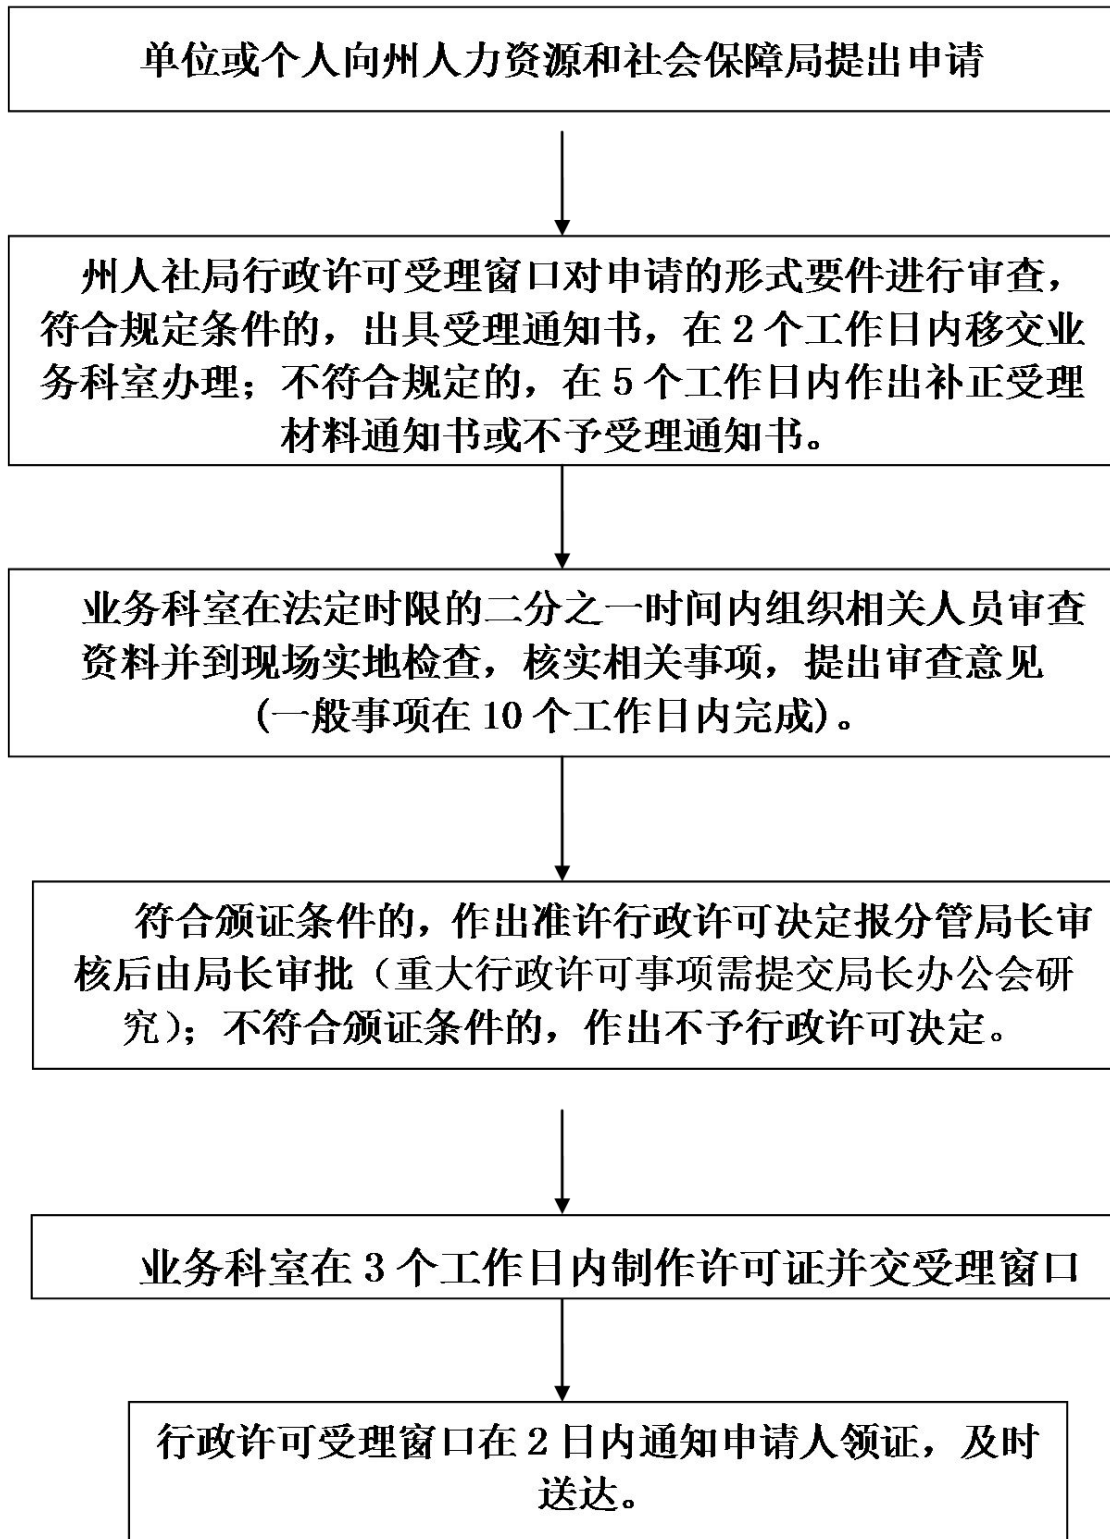 单位或个人向州人力资源和社会保障局提出申请
州人社局行政许可受理窗口对申请的形式要件进行审查，
符合规定条件的，出具受理通知书，在 2 个工作日内移交业
务科室办理；不符合规定的，在 5 个工作日内作出补正受理
材料通知书或不予受理通知书。
业务科室在法定时限的二分之一时间内组织相关人员审查
资料并到现场实地检查，核实相关事项，提出审查意见
(一般事项在 10 个工作日内完成)。
符合颁证条件的，作出准许行政许可决定报分管局长审
核后由局长审批（重大行政许可事项需提交局长办公会研
究）；不符合颁证条件的，作出不予行政许可决定。
业务科室在 3 个工作日内制作许可证并交受理窗口
行政许可受理窗口在 2 日内通知申请人领证，及时
送达。